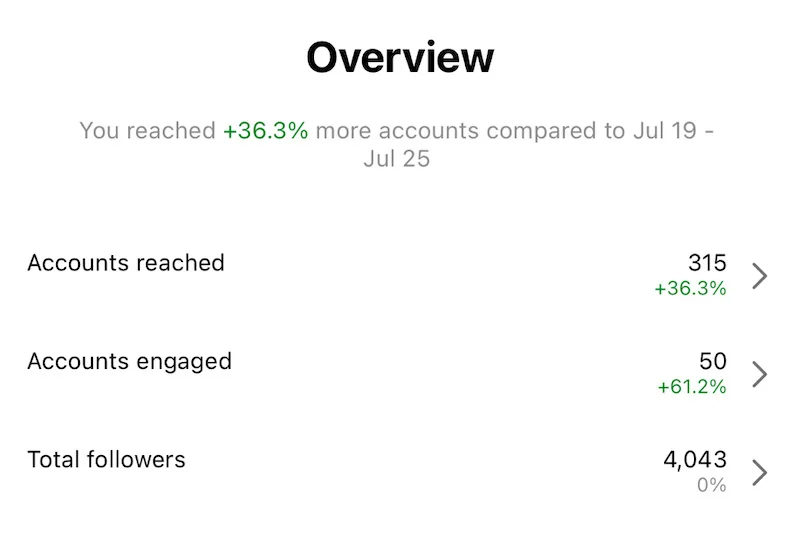 Overview
You reached +36.3% more accounts compared to Jul 19 -
Jul 25
Accounts reached 315
+36.3%
Accounts engaged 50
+61.2%
Total followers 4,043
0%